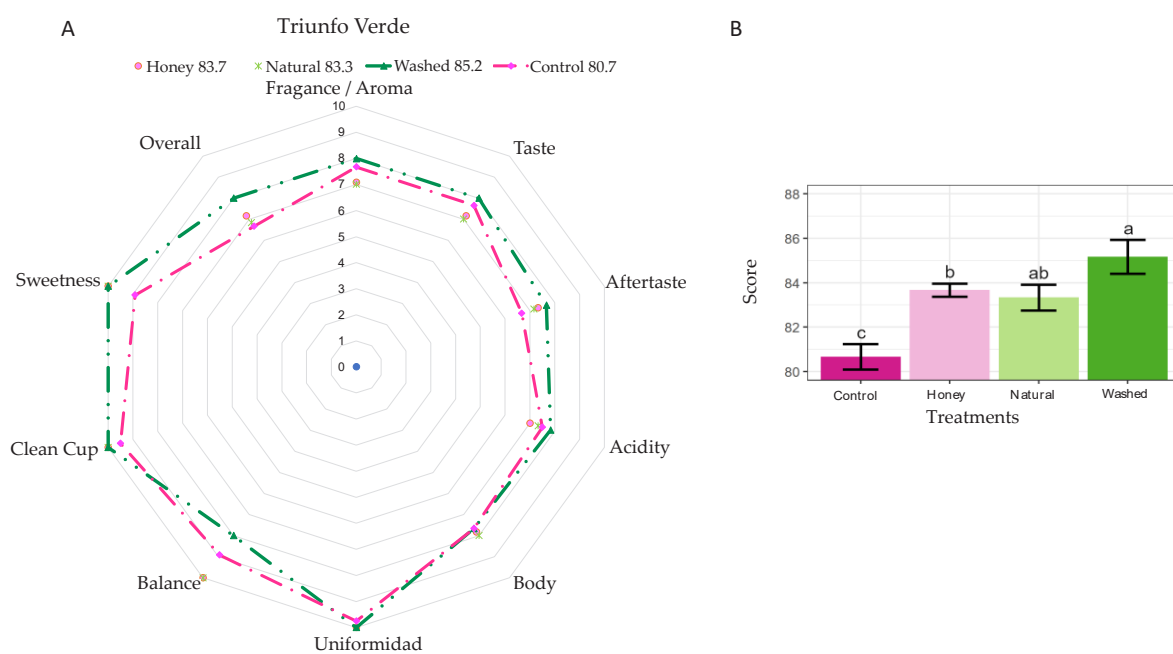 A
Triunfo Verde
Honey 83.7 Natural 83.3 Washed 85.2 Control 80.7
Fragance / Aroma
Taste
Aftertaste
Acidity
Body
Uniformidad
Balance
Clean Cup
Sweetness
Overall
10
9
8
7
6
5
4
3
2
1
0
B
Score
88
86
84
82
80
c
b
ab
a
Control Honey Natural Washed
Treatments